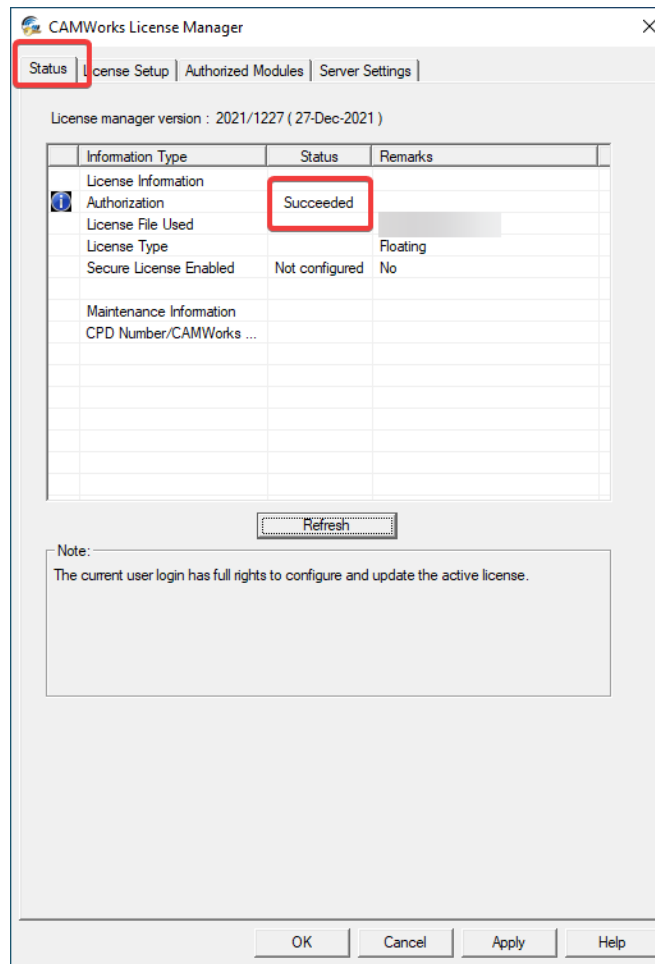 CAMWorks License Manager
Status License Setup Authorized Modules Server Settings
License manager version : 2021/1227 ( 27-Dec-2021 )
Information Type Status Remarks
License Information
Authorization Succeeded
License File Used
License Type Floating
Secure License Enabled Not configured No
Maintenance Information
CPD Number/CAMWorks ...
Refresh
Note:
The current user login has full rights to configure and update the active license.
OK Cancel Apply Help